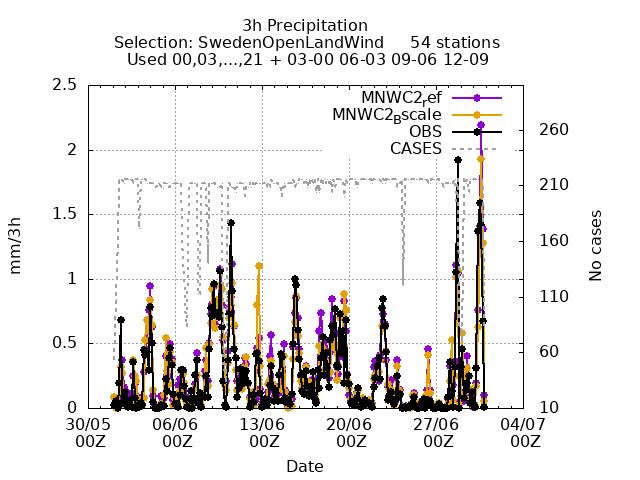 3h Precipitation
Selection: SwedenOpenLandWind 54 stations
Used 00,03,...,21 + 03-00 06-03 09-06 12-09
MNWC2ref
MNWC2Bscale
OBS
CASES
mm/3h
2.5
2
1.5
1
0.5
0
No cases
260
210
160
110
60
10
30/05 06/06 13/06 20/06 27/06 04/07
00Z 00Z 00Z 00Z 00Z 00Z
Date